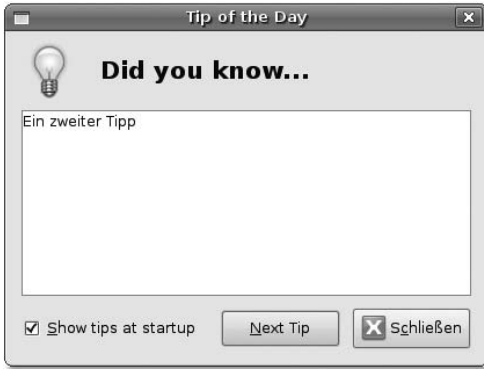 Tip of the Day
Did you know...
Ein zweiter Tipp
Show tips at startup
Next Tip
Schließen